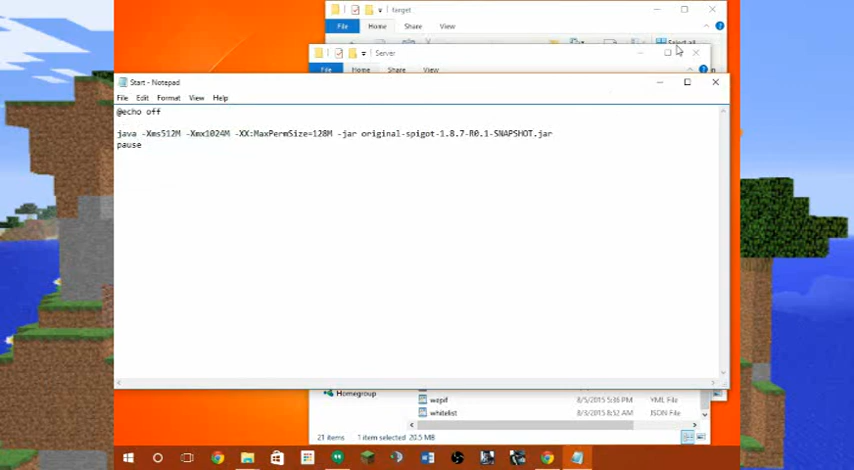 target
File Home Share View
Select all
Server
File Home Share View
Start - Notepad
File Edit Format View Help
@echo off
java -Xms512M -Xmx1024M -XX:MaxPermSize=128M -jar original-spigot-1.8.7-R0.1-SNAPSHOT.jar
pause
Homegroup
wepif 8/5/2015 5:36 PM YML File
whitelist 8/3/2015 8:52 AM JSON File
21 items 1 item selected 20.5 MB